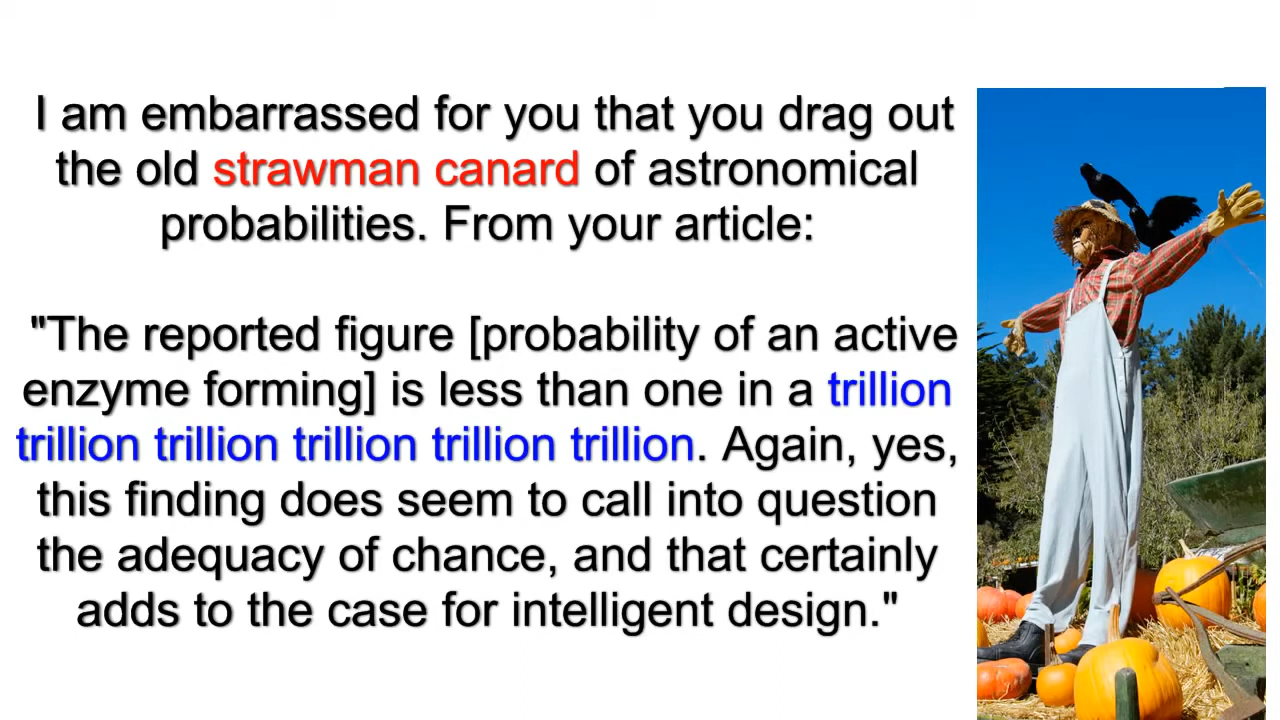 I am embarrassed for you that you drag out
the old strawman canard of astronomical
probabilities. From your article:
"The reported figure [probability of an active
enzyme forming] is less than one in a trillion
trillion trillion trillion trillion trillion. Again, yes,
this finding does seem to call into question
the adequacy of chance, and that certainly
adds to the case for intelligent design."